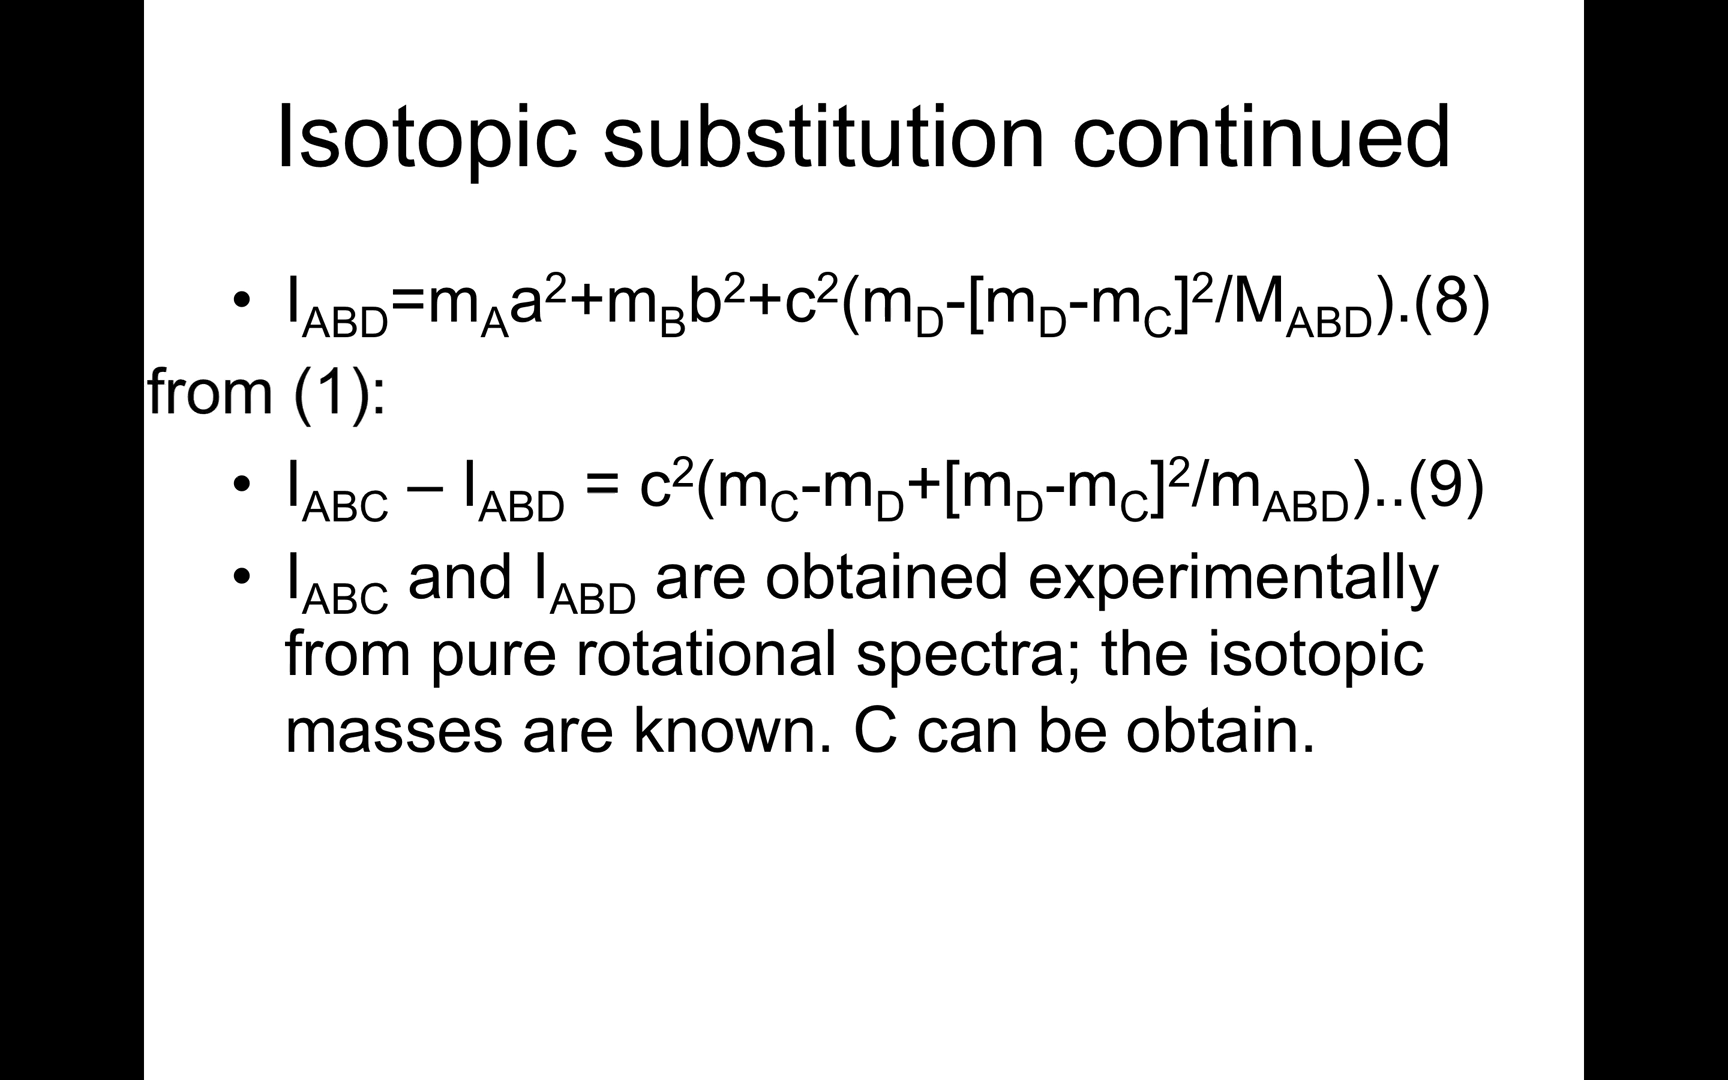 Isotopic substitution continued
• I_ABD=m_Aa²+m_Bb²+c²(m_D-[m_D-m_C]²/M_ABD).(8)
from (1):
• I_ABC – I_ABD = c²(m_C-m_D+[m_D-m_C]²/m_ABD)..(9)
• I_ABC and I_ABD are obtained experimentally
from pure rotational spectra; the isotopic
masses are known. C can be obtain.